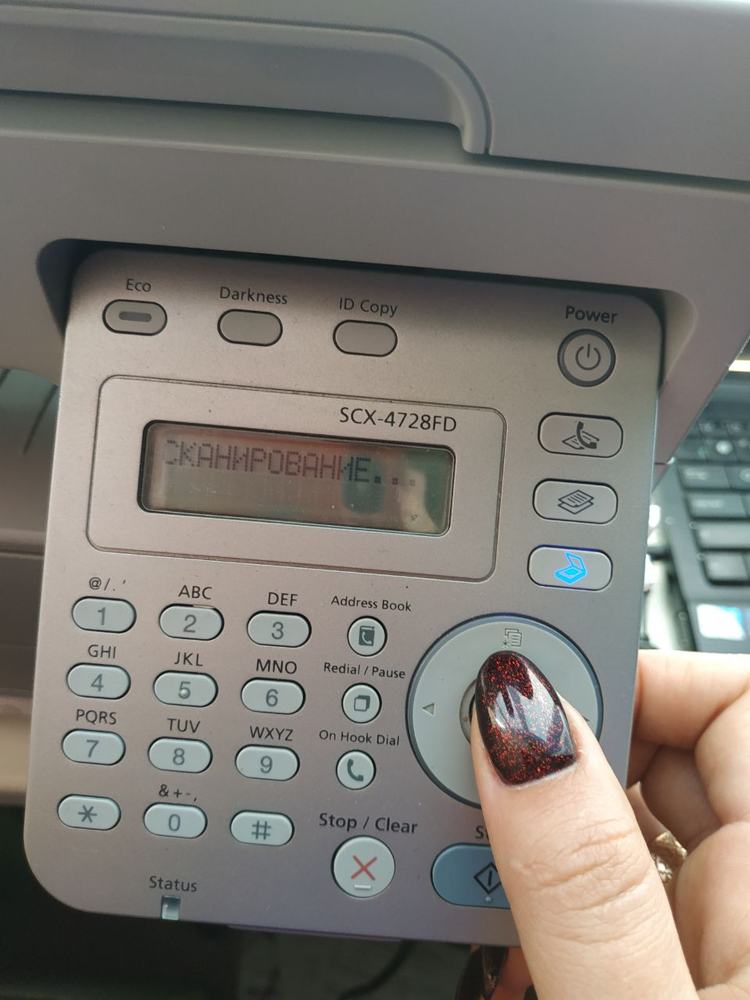 Eco
Darkness
ID Copy
Power
SCX-4728FD
СКАНИРОВАНИЕ...
@/.'
ABC
DEF
Address Book
1
2
3
GHI
JKL
MNO
Redial / Pause
4
5
6
PQRS
TUV
WXYZ
On Hook Dial
7
8
9
&+-,
*
0
#
Stop / Clear
Status